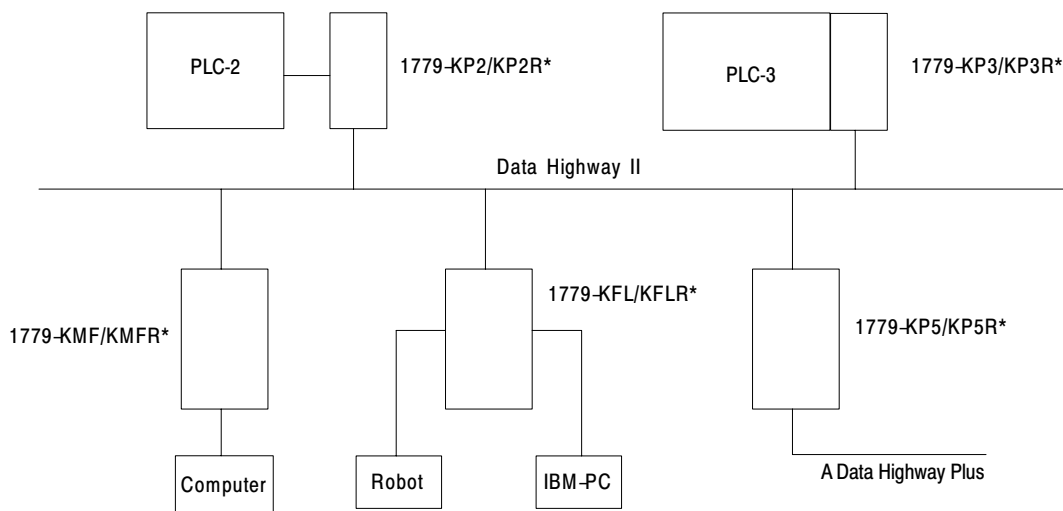 PLC-2
1779-KP2/KP2R*
PLC-3
1779-KP3/KP3R*
Data Highway II
1779-KMF/KMFR*
1779-KFL/KFLR*
1779-KP5/KP5R*
Computer
Robot
IBM-PC
A Data Highway Plus